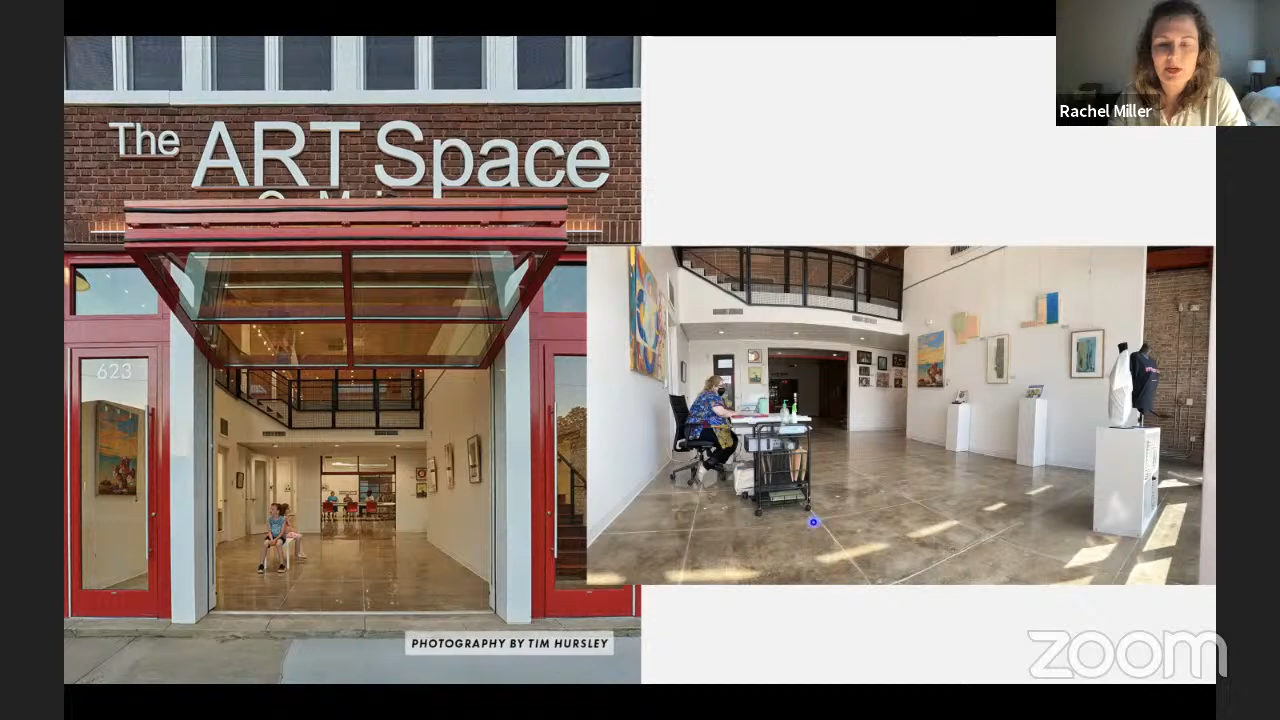 The ART Space
623
PHOTOGRAPHY BY TIM HURSLEY
Rachel Miller
zoom